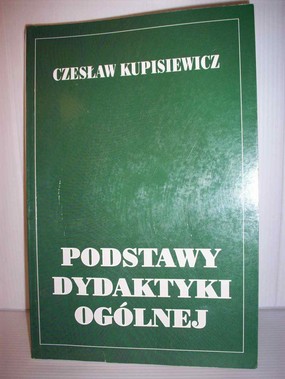 CZESŁAW KUPISIEWICZ
PODSTAWY
DYDAKTYKI
OGÓLNEJ